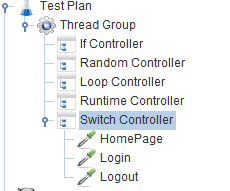 Test Plan
Thread Group
If Controller
Random Controller
Loop Controller
Runtime Controller
Switch Controller
HomePage
Login
Logout